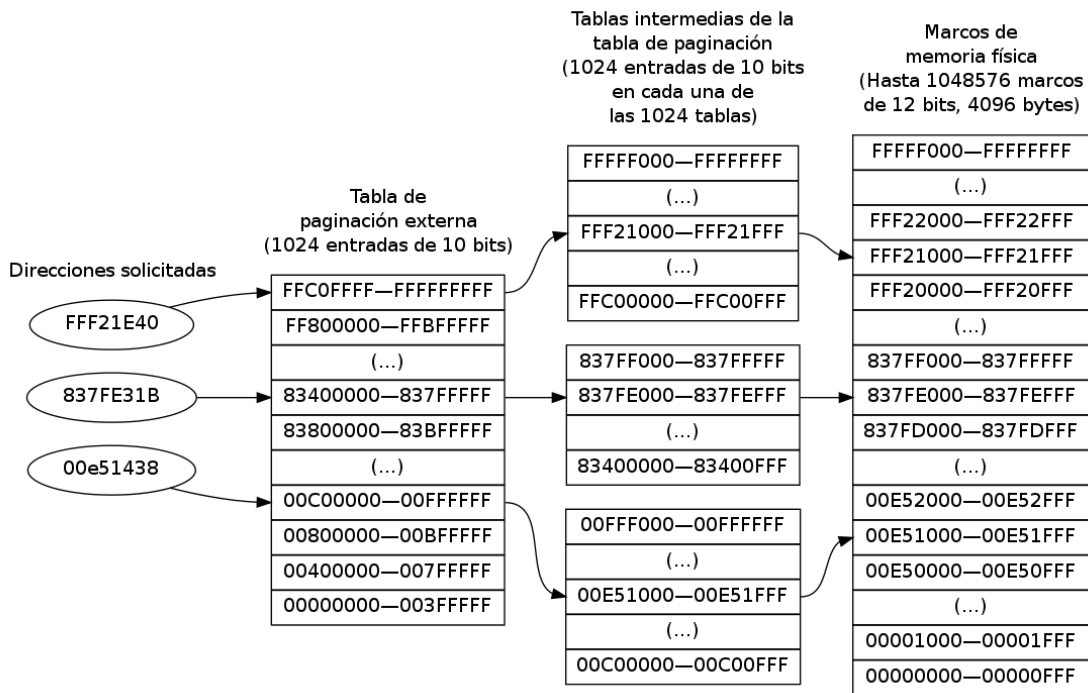 Direcciones solicitadas
FFF21E40
837FE31B
00e51438
Tabla de
paginación externa
(1024 entradas de 10 bits)
FFC0FFFF—FFFFFFFFF
FF800000—FFBFFFFF
(...)
83400000—837FFFFF
83800000—83BFFFFF
(...)
00C00000—00FFFFFF
00800000—00BFFFFF
00400000—007FFFFF
00000000—003FFFFF
Tablas intermedias de la
tabla de paginación
(1024 entradas de 10 bits
en cada una de
las 1024 tablas)
FFFFF000—FFFFFFFF
(...)
FFF21000—FFF21FFF
(...)
FFC00000—FFC00FFF
837FF000—837FFFFF
837FE000—837FEFFF
(...)
83400000—83400FFF
00FFF000—00FFFFFF
(...)
00E51000—00E51FFF
(...)
00C00000—00C00FFF
Marcos de
memoria física
(Hasta 1048576 marcos
de 12 bits, 4096 bytes)
FFFFF000—FFFFFFFF
(...)
FFF22000—FFF22FFF
FFF21000—FFF21FFF
FFF20000—FFF20FFF
(...)
837FF000—837FFFFF
837FE000—837FEFFF
837FD000—837FDFFF
(...)
00E52000—00E52FFF
00E51000—00E51FFF
00E50000—00E50FFF
(...)
00001000—00001FFF
00000000—00000FFF